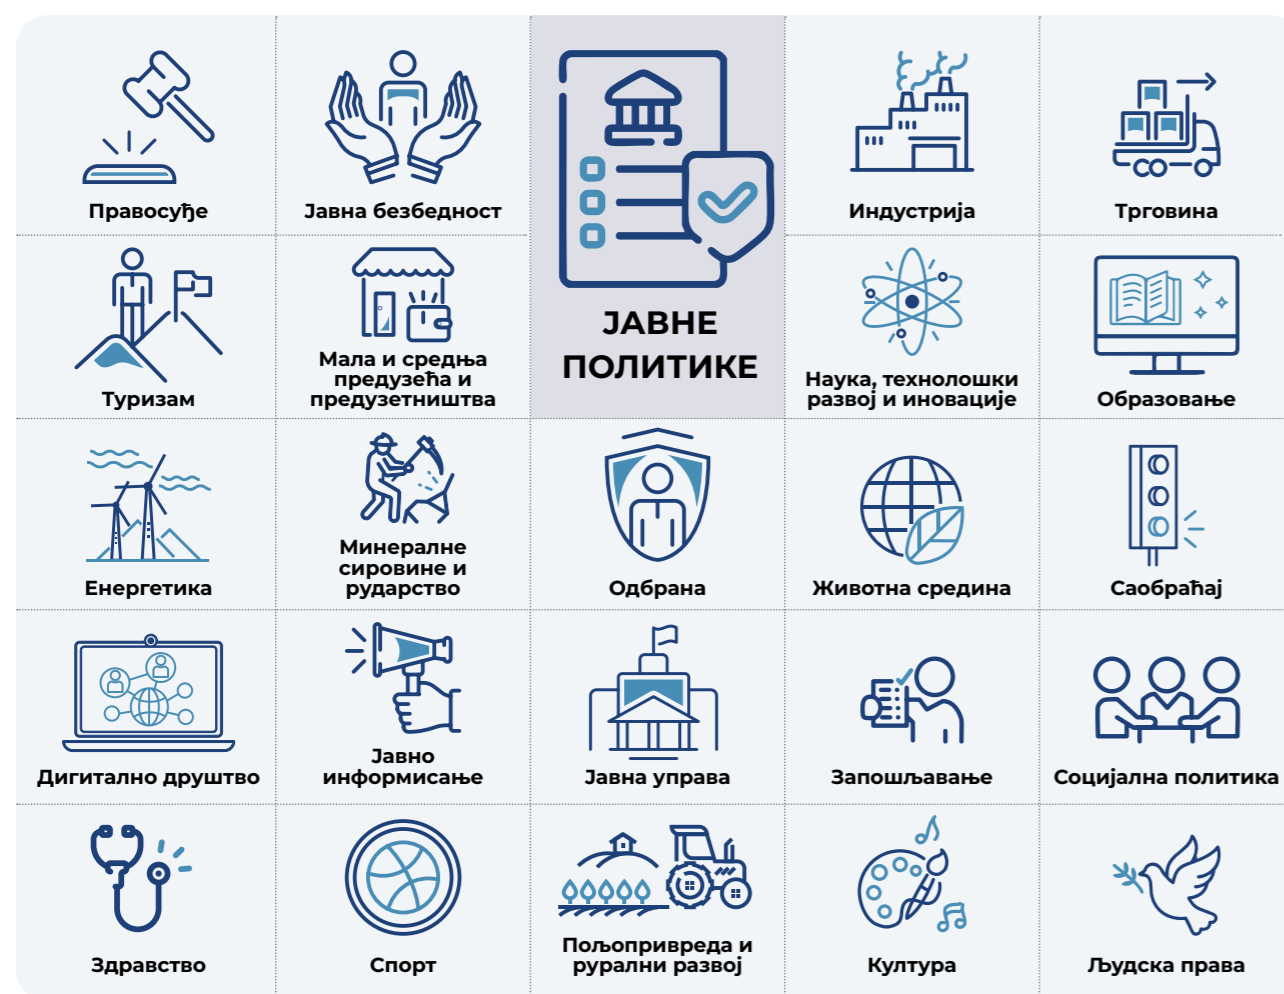 Правосуђе
Јавна безбедност
ЈАВНЕ
ПОЛИТИКЕ
Индустрија
Трговина
Туризам
Мала и средња
предузећа и
предузетништва
Наука, технолошки
развој и иновације
Образовање
Енергетика
Минералне
сировине и
рударство
Одбрана
Животна средина
Саобраћај
Дигитално друштво
Јавно
информисање
Јавна управа
Запошљавање
Социјална политика
Здравство
Спорт
Пољопривреда и
рурални развој
Култура
Људска права